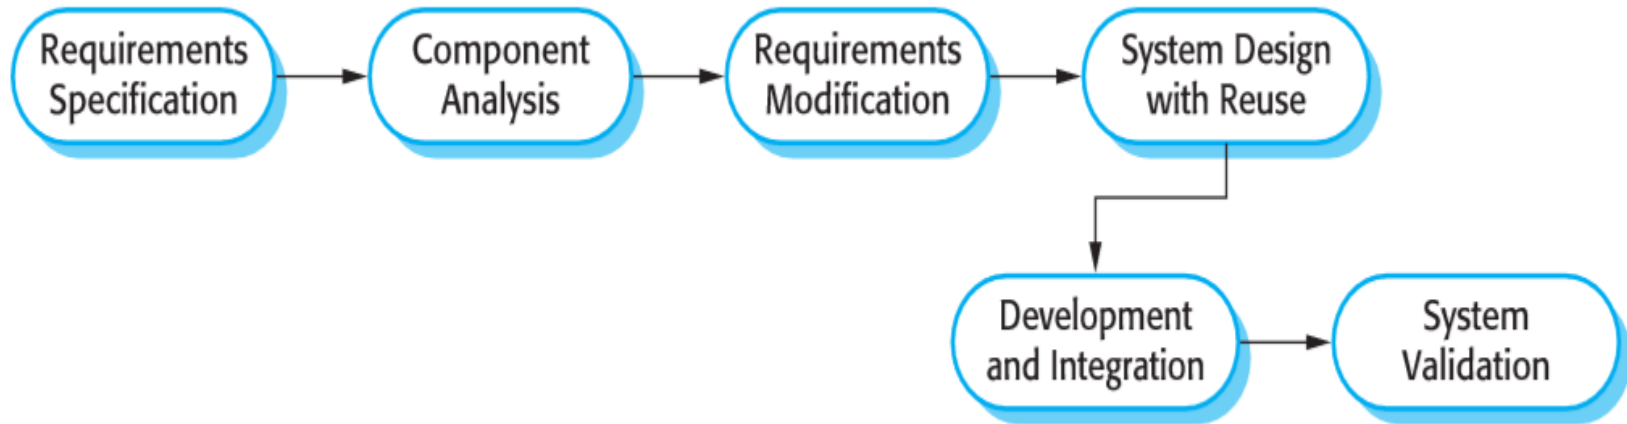 Requirements
Specification
Component
Analysis
Requirements
Modification
System Design
with Reuse
Development
and Integration
System
Validation